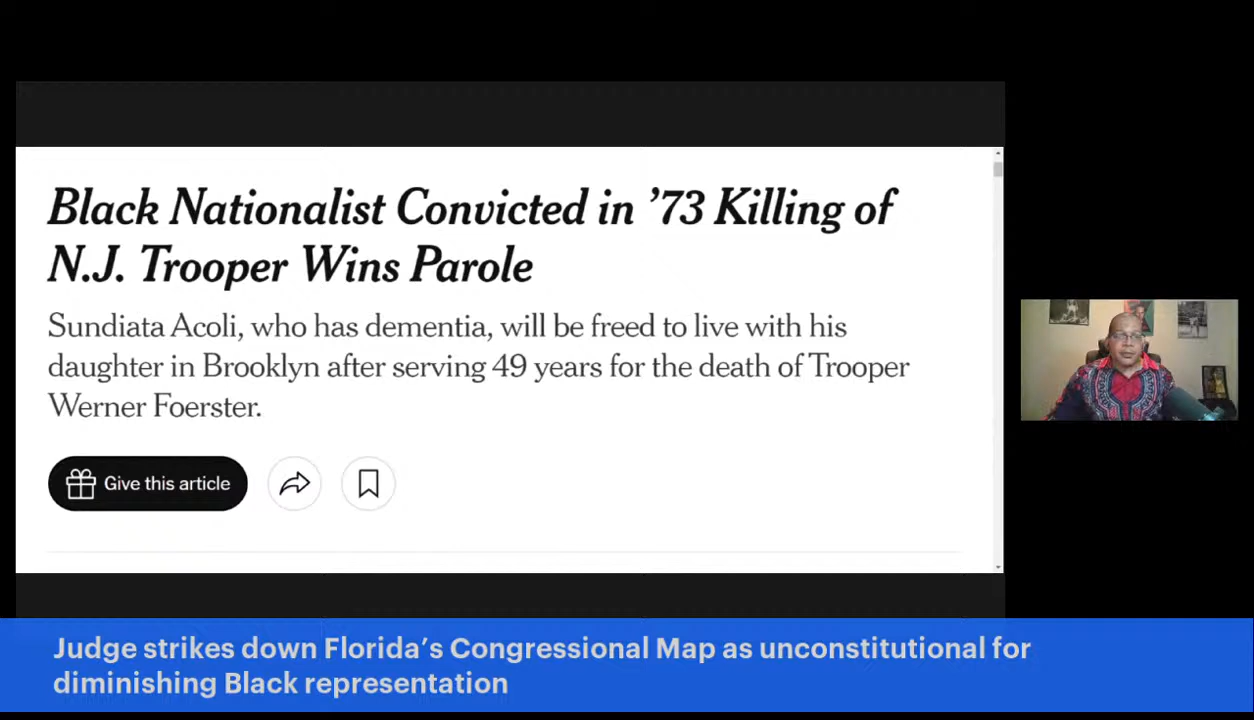 Black Nationalist Convicted in ’73 Killing of
N.J. Trooper Wins Parole
Sundiata Acoli, who has dementia, will be freed to live with his
daughter in Brooklyn after serving 49 years for the death of Trooper
Werner Foerster.
Give this article
Judge strikes down Florida’s Congressional Map as unconstitutional for
diminishing Black representation